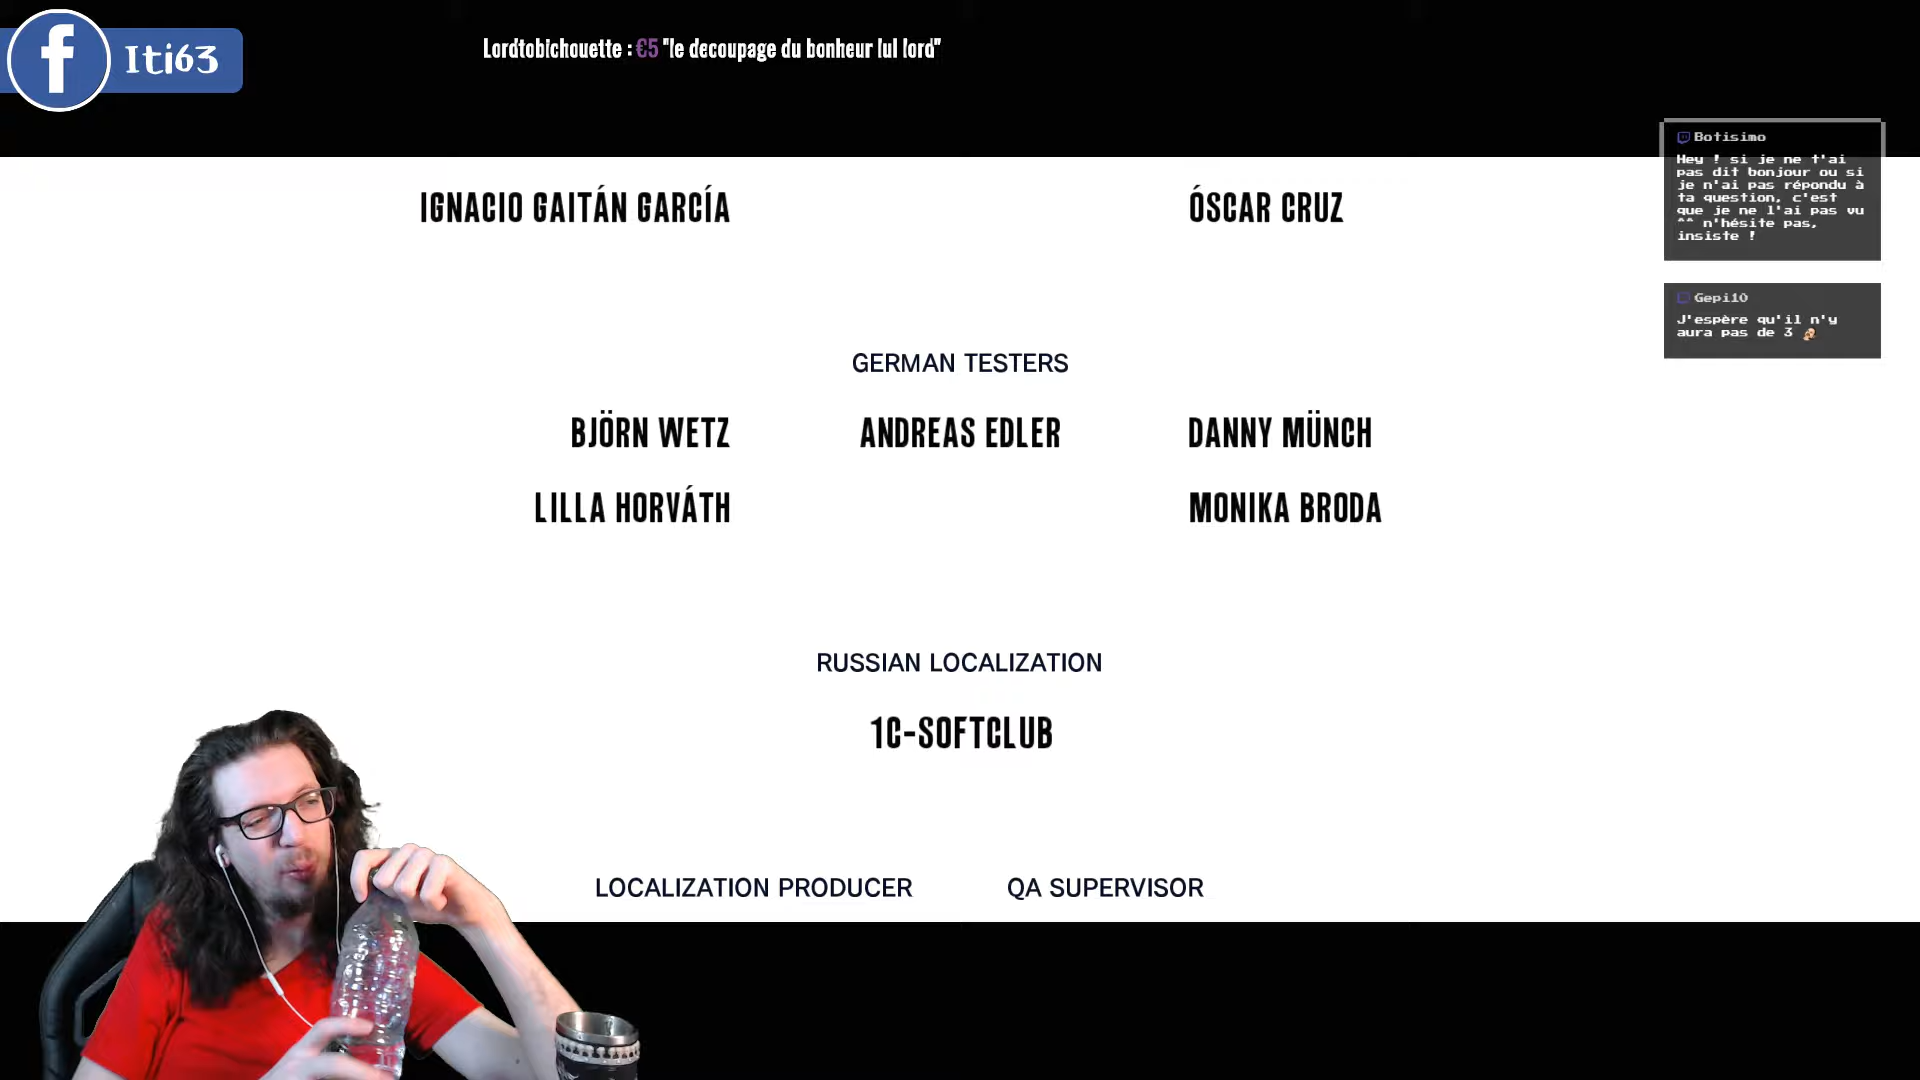 Iti63
Lordtobichouette : €5 "le decoupage du bonheur lul lord"
Botisimo
Hey ! si je ne t'ai
pas dit bonjour ou si
je n'ai pas répondu à
ta question, c'est
que je ne l'ai pas vu
^^ n'hésite pas,
insiste !
Gepi10
J'espère qu'il n'y
aura pas de 3
IGNACIO GAITÁN GARCÍA ÓSCAR CRUZ
GERMAN TESTERS
BJÖRN WETZ ANDREAS EDLER DANNY MÜNCH
LILLA HORVÁTH MONIKA BRODA
RUSSIAN LOCALIZATION
1C-SOFTCLUB
LOCALIZATION PRODUCER QA SUPERVISOR